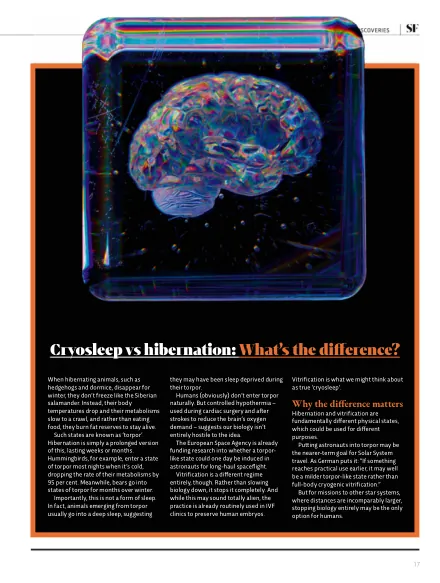 SCOVERIES SF
Cryosleep vs hibernation: What's the difference?
When hibernating animals, such as
hedgehogs and dormice, disappear for
winter, they don't freeze like the Siberian
salamander. Instead, their body
temperatures drop and their metabolisms
slow to a crawl, and rather than eating
food, they burn fat reserves to stay alive.
Such states are known as 'torpor'.
Hibernation is simply a prolonged version
of this, lasting weeks or months.
Hummingbirds, for example, enter a state
of torpor most nights when it's cold,
dropping the rate of their metabolisms by
95 per cent. Meanwhile, bears go into
states of torpor for months over winter.
Importantly, this is not a form of sleep.
In fact, animals emerging from torpor
usually go into a deep sleep, suggesting
they may have been sleep deprived during
their torpor.
Humans (obviously) don't enter torpor
naturally. But controlled hypothermia –
used during cardiac surgery and after
strokes to reduce the brain's oxygen
demand – suggests our biology isn't
entirely hostile to the idea.
The European Space Agency is already
funding research into whether a torpor-
like state could one day be induced in
astronauts for long-haul spaceflight.
Vitrification is a different regime
entirely, though. Rather than slowing
biology down, it stops it completely. And
while this may sound totally alien, the
practice is already routinely used in IVF
clinics to preserve human embryos.
Vitrification is what we might think about
as true 'cryosleep'.
Why the difference matters
Hibernation and vitrification are
fundamentally different physical states,
which could be used for different
purposes.
Putting astronauts into torpor may be
the nearer-term goal for Solar System
travel. As German puts it: "If something
reaches practical use earlier, it may well
be a milder torpor-like state rather than
full-body cryogenic vitrification."
But for missions to other star systems,
where distances are incomparably larger,
stopping biology entirely may be the only
option for humans.
17